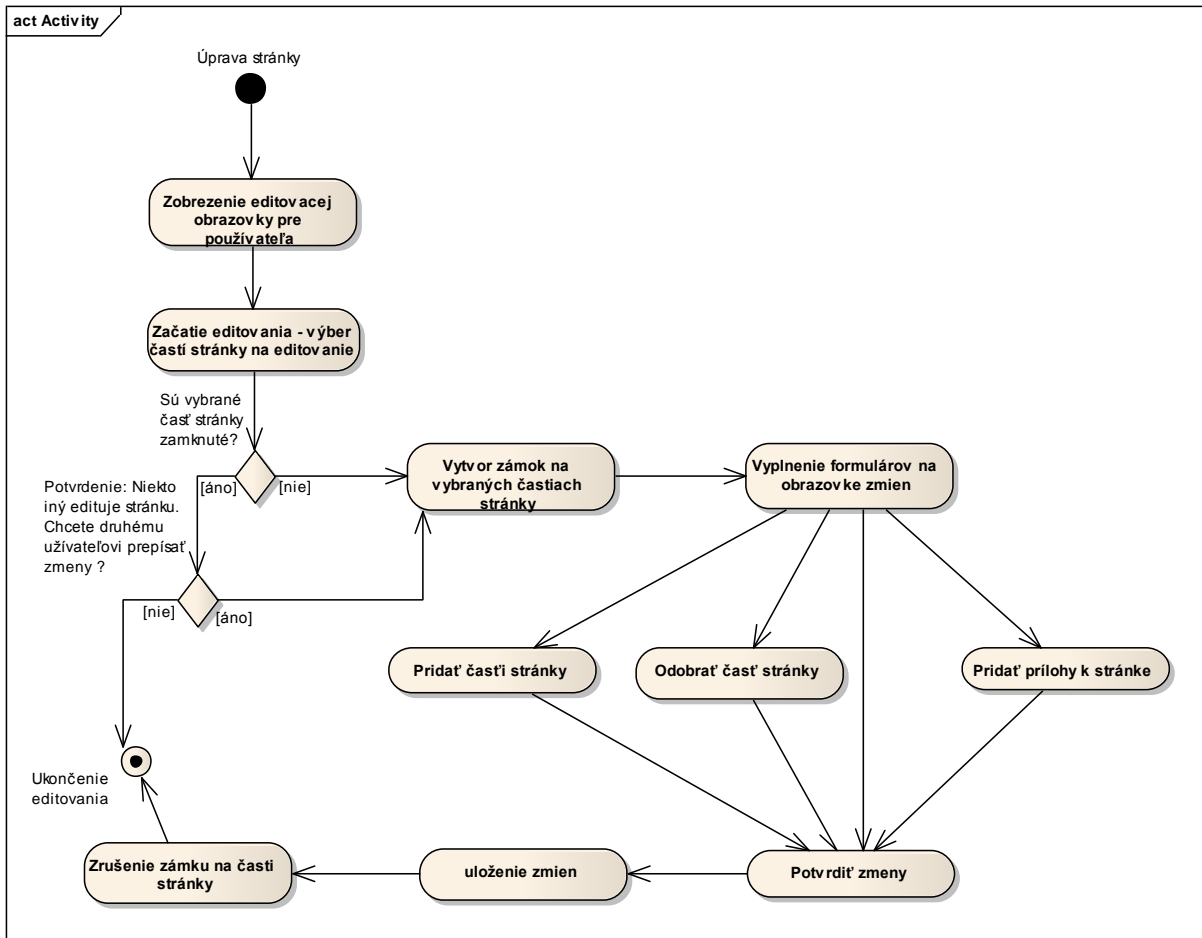 act Activity
Úprava stránky
Zobrezenie editovacej
obrazovky pre
používateľa
Začatie editovania - výber
častí stránky na editovanie
Sú vybrané
časť stránky
zamknuté?
[áno]
[nie]
Vytvor zámok na
vybraných častiach
stránky
Vyplnenie formulárov na
obrazovke zmien
Potvrdenie: Niekto
iný edituje stránku.
Chcete druhému
užívateľovi prepísať
zmeny ?
[nie]
[áno]
Pridať časťi stránky
Odobrať časť stránky
Pridať prílohy k stránke
Ukončenie
editovania
Zrušenie zámku na časti
stránky
uloženie zmien
Potvrdiť zmeny